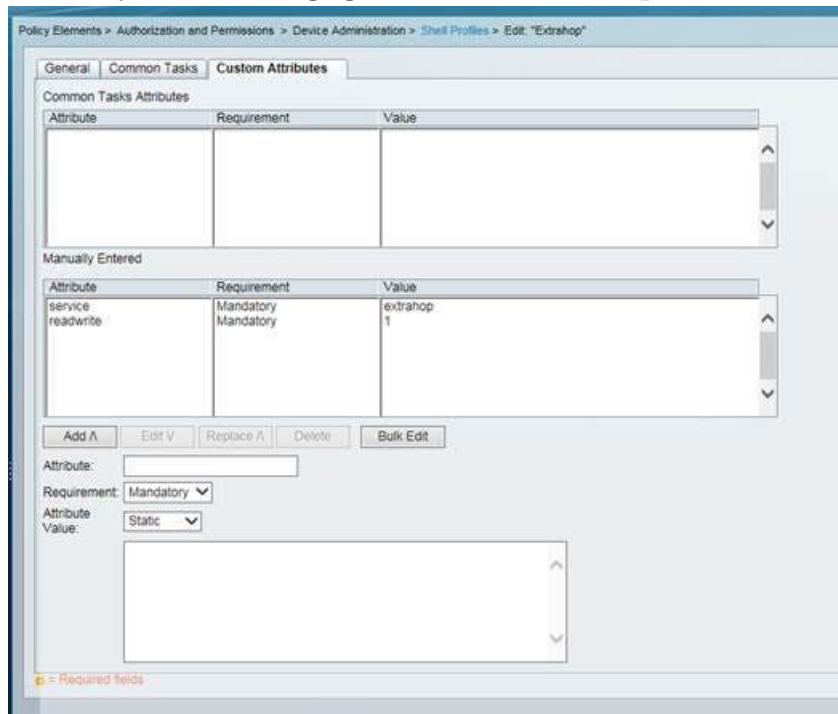 Policy Elements > Authorization and Permissions > Device Administration > Shell Profiles > Edit: "Extrahop"
General Common Tasks Custom Attributes
Common Tasks Attributes
Attribute Requirement Value
Manually Entered
Attribute Requirement Value
service Mandatory extrahop
readwrite Mandatory 1
Add Λ Edit V Replace Λ Delete Bulk Edit
Attribute:
Requirement: Mandatory
Attribute
Value: Static
= Required fields